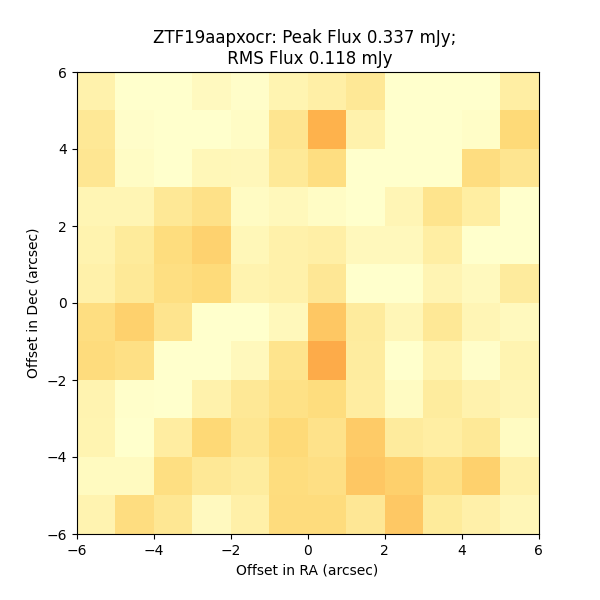 ZTF19aapxocr: Peak Flux 0.337 mJy;
RMS Flux 0.118 mJy
6
4
2
0
−2
−4
−6
Offset in Dec (arcsec)
−6 −4 −2 0 2 4 6
Offset in RA (arcsec)